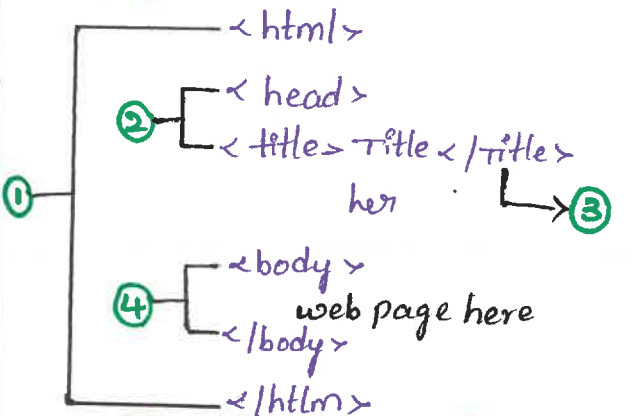 <html>
<head>
2
<title> Title </Title>
her
1
3
<body>
4
web page here
</body>
</htlm>